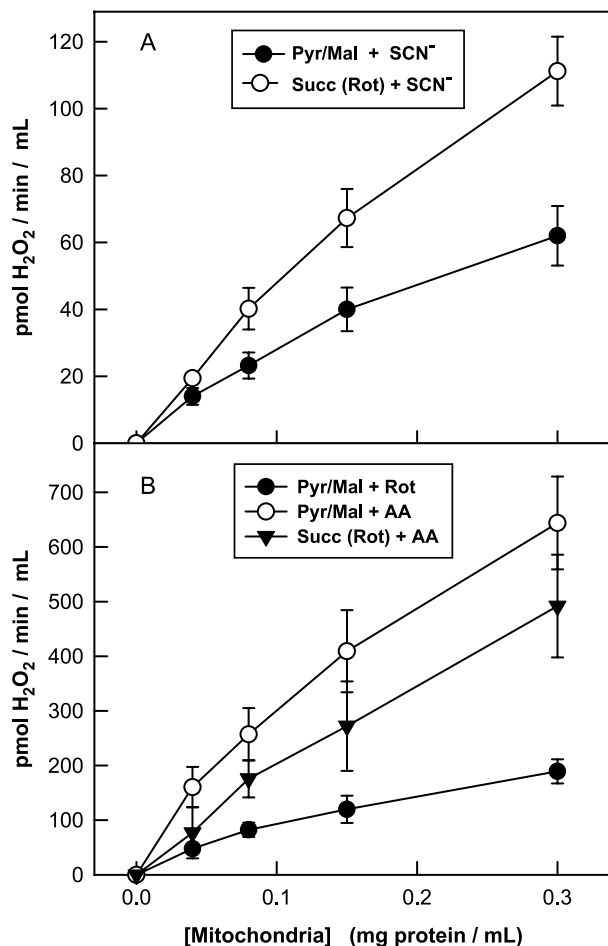 A
Pyr/Mal + SCN⁻
Succ (Rot) + SCN⁻
120
100
80
60
40
20
0
pmol H₂O₂ / min / mL
B
Pyr/Mal + Rot
Pyr/Mal + AA
Succ (Rot) + AA
700
600
500
400
300
200
100
0
pmol H₂O₂ / min / mL
0.0 0.1 0.2 0.3
[Mitochondria] (mg protein / mL)